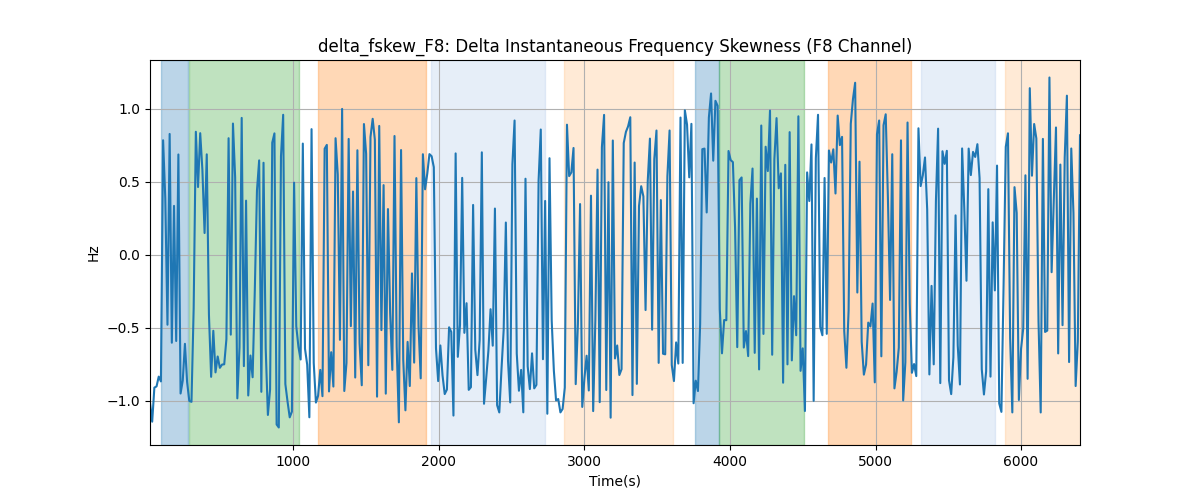 delta_fskew_F8: Delta Instantaneous Frequency Skewness (F8 Channel)
1.0
0.5
0.0
−0.5
−1.0
Hz
1000 2000 3000 4000 5000 6000
Time(s)